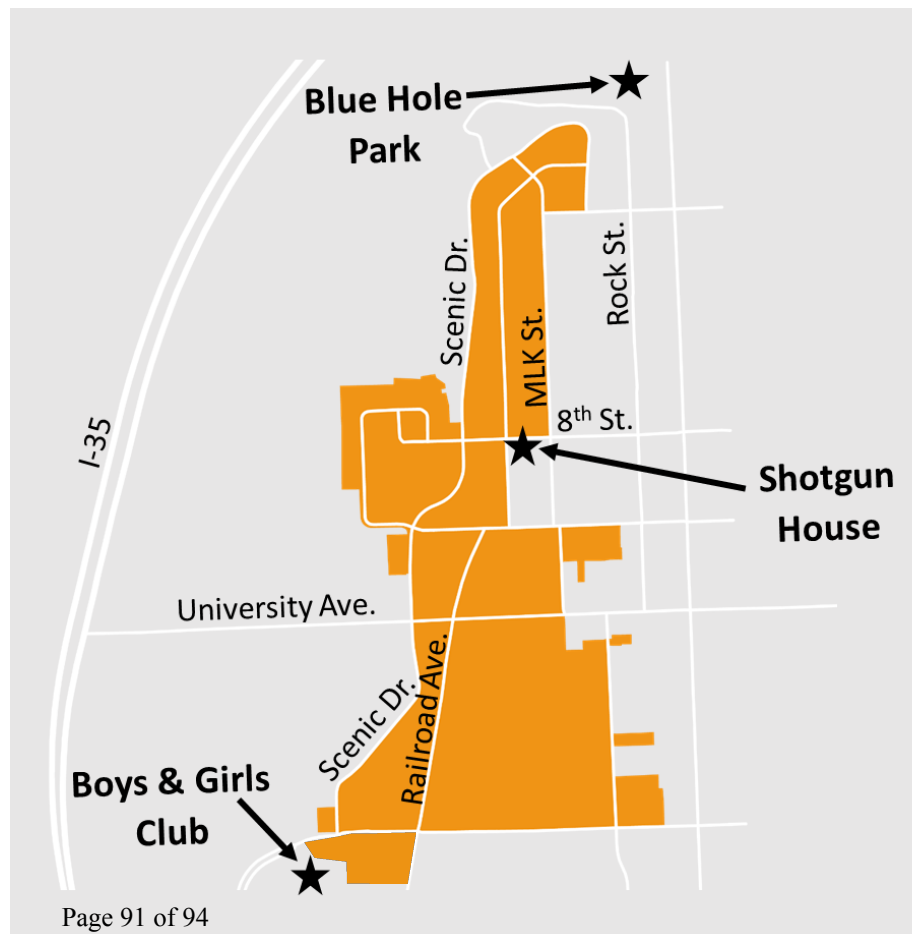 Blue Hole
Park
Scenic Dr.
Rock St.
MLK St.
8th St.
I-35
Shotgun
House
University Ave.
Scenic Dr.
Railroad Ave.
Boys & Girls
Club
Page 91 of 94